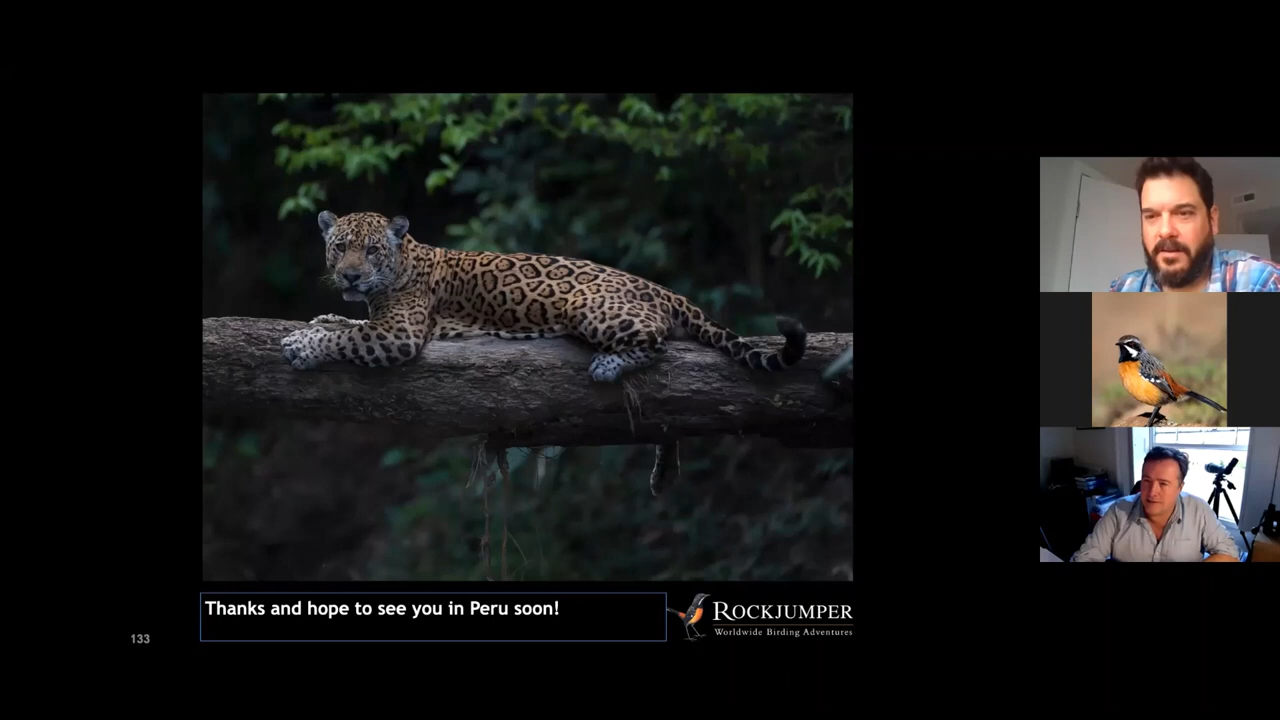 Thanks and hope to see you in Peru soon!
ROCKJUMPER
Worldwide Birding Adventures
133